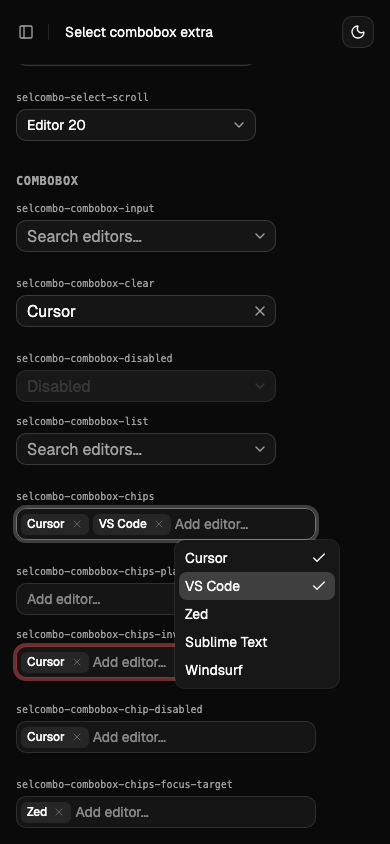 Select combobox extra
selcombo-select-scroll
Editor 20
COMBOBOX
selcombo-combobox-input
Search editors...
selcombo-combobox-clear
Cursor
selcombo-combobox-disabled
Disabled
selcombo-combobox-list
Search editors...
selcombo-combobox-chips
Cursor VS Code Add editor...
Cursor
VS Code
Zed
Sublime Text
Windsurf
selcombo-combobox-chips-pla
Add editor...
selcombo-combobox-chips-inv
Cursor Add editor...
selcombo-combobox-chip-disabled
Cursor Add editor...
selcombo-combobox-chips-focus-target
Zed Add editor...